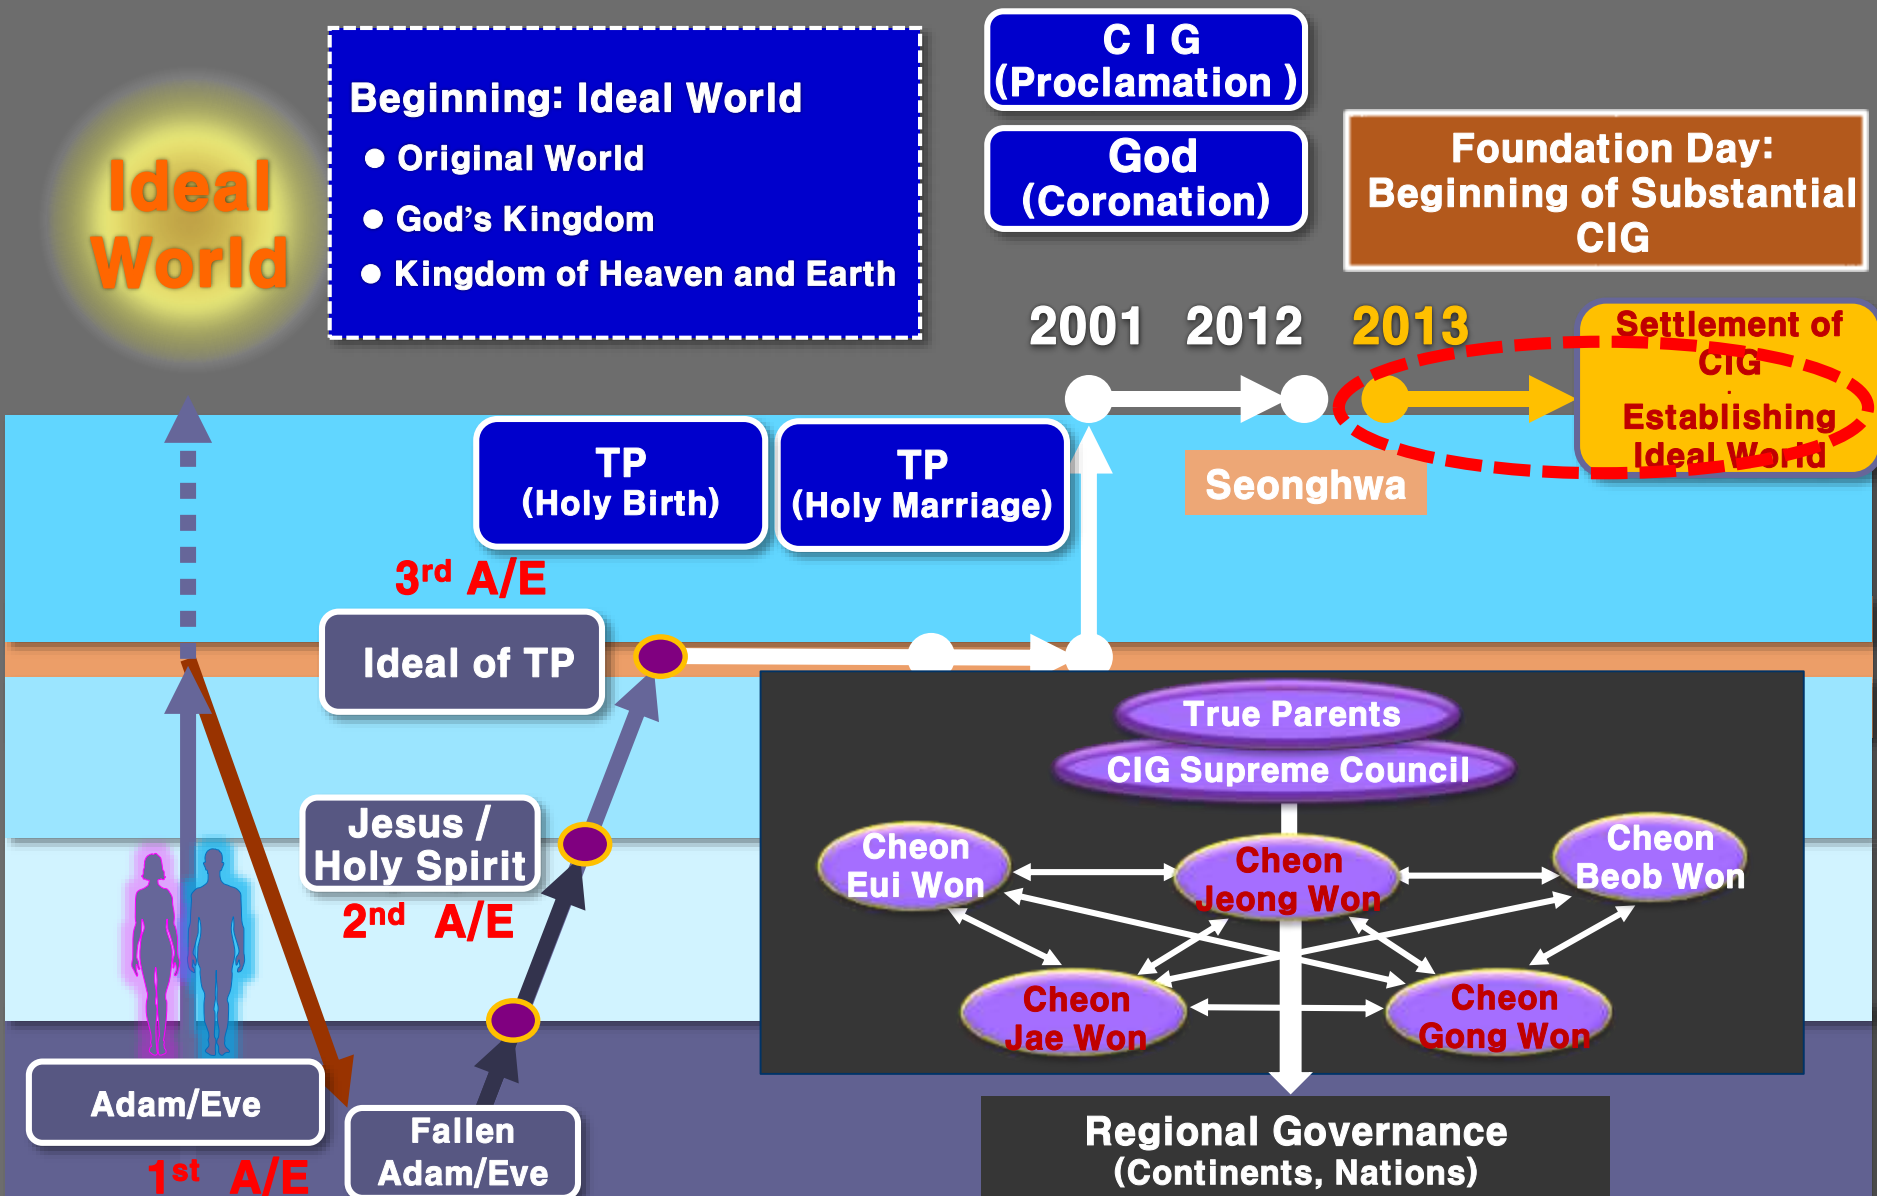 Ideal
World
Beginning: Ideal World
● Original World
● God's Kingdom
● Kingdom of Heaven and Earth
C I G
(Proclamation )
God
(Coronation)
Foundation Day:
Beginning of Substantial
CIG
2001
2012
2013
Settlement of
CIG
·
Establishing
Ideal World
Seonghwa
TP
(Holy Birth)
TP
(Holy Marriage)
3rd A/E
Ideal of TP
Jesus /
Holy Spirit
2nd A/E
Adam/Eve
1st A/E
Fallen
Adam/Eve
True Parents
CIG Supreme Council
Cheon
Eui Won
Cheon
Jeong Won
Cheon
Beob Won
Cheon
Jae Won
Cheon
Gong Won
Regional Governance
(Continents, Nations)